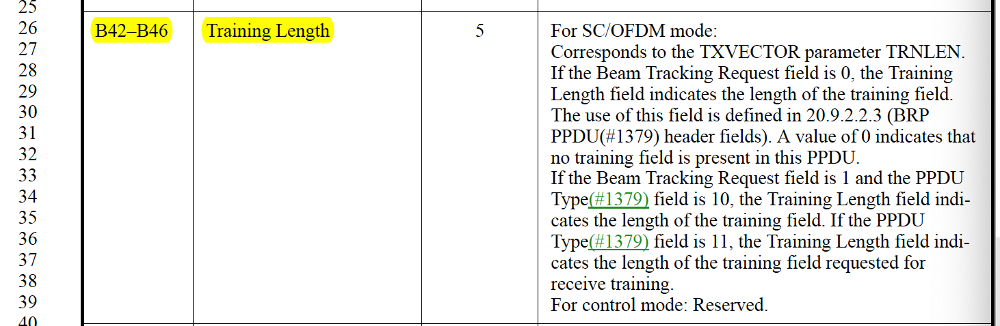 25
26 B42–B46 Training Length 5 For SC/OFDM mode:
27 Corresponds to the TXVECTOR parameter TRNLEN.
28 If the Beam Tracking Request field is 0, the Training
29 Length field indicates the length of the training field.
30 The use of this field is defined in 20.9.2.2.3 (BRP
31 PPDU(#1379) header fields). A value of 0 indicates that
32 no training field is present in this PPDU.
33 If the Beam Tracking Request field is 1 and the PPDU
34 Type(#1379) field is 10, the Training Length field indi-
35 cates the length of the training field. If the PPDU
36 Type(#1379) field is 11, the Training Length field indi-
37 cates the length of the training field requested for
38 receive training.
39 For control mode: Reserved.
40